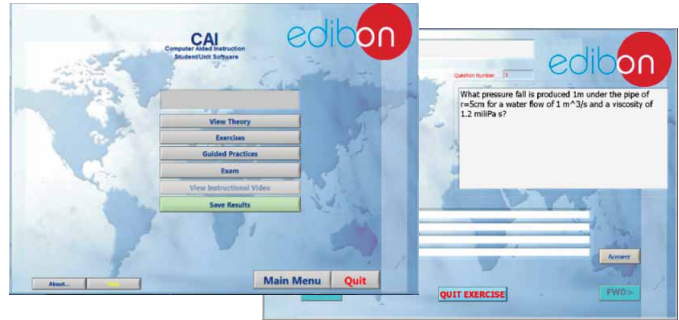 CAI
Computer Aided Instruction
Student/Unit Software
edibon
View Theory
Exercises
Guided Practices
Exam
View Instructional Video
Save Results
About...
Main Menu
Quit
edibon
Question Number
What pressure fall is produced 1m under the pipe of
r=5cm for a water flow of 1 m^3/s and a viscosity of
1.2 miliPa s?
Answer
QUIT EXERCISE
FWD>